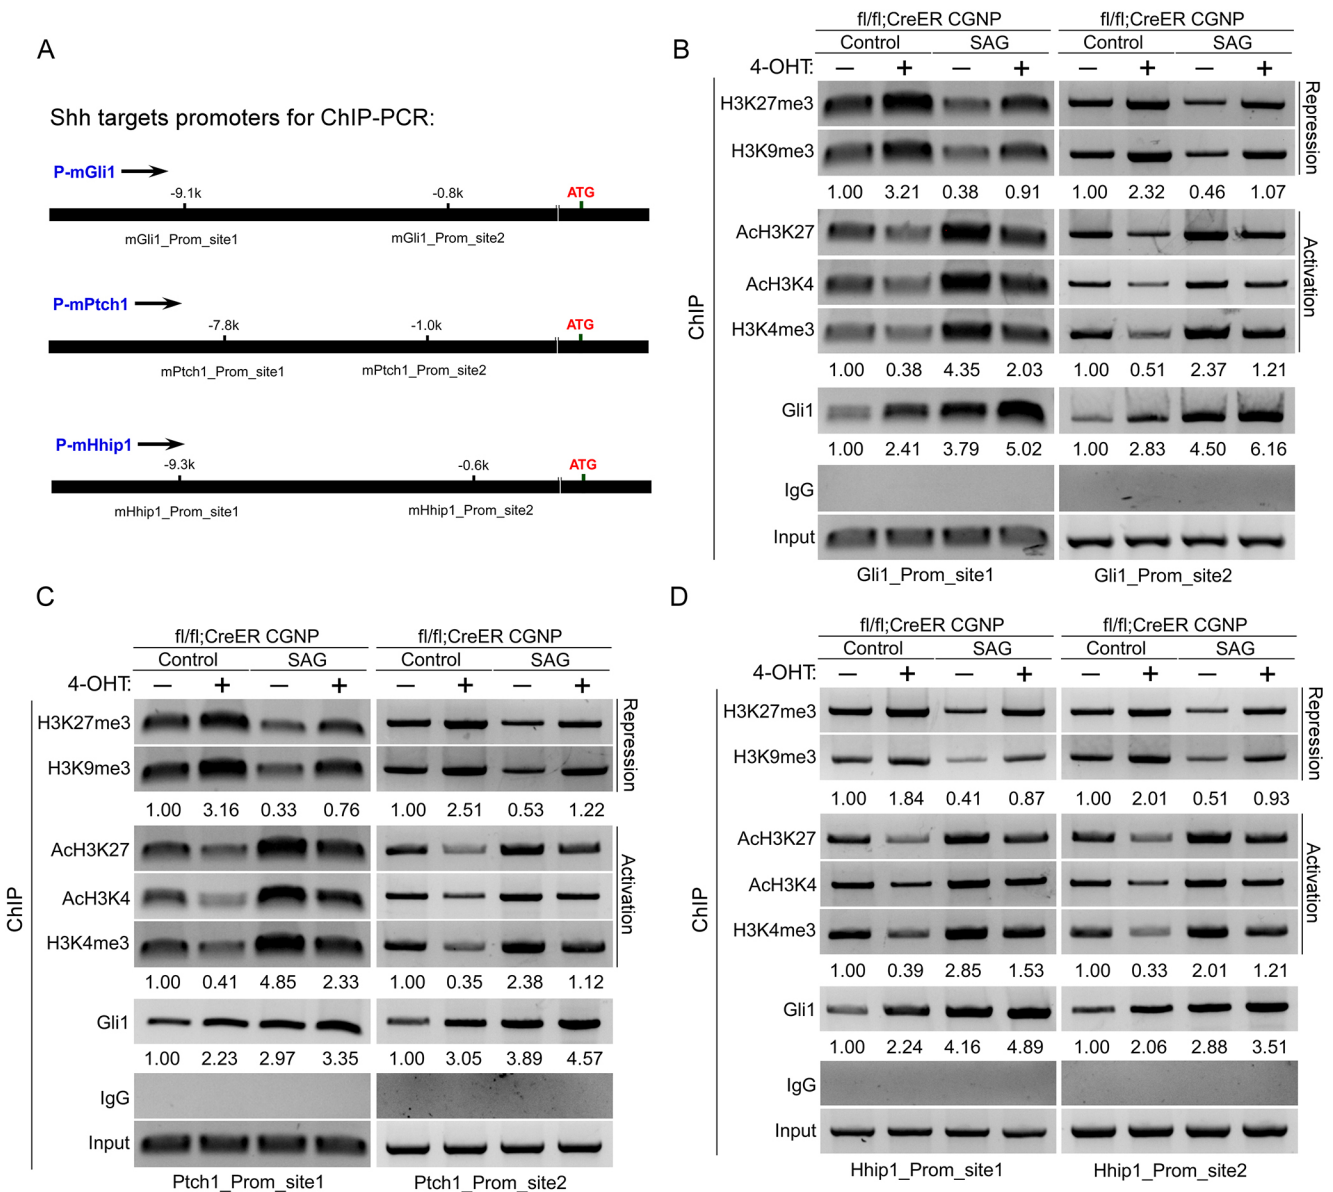 A
Shh targets promoters for ChIP-PCR:
P-mGli1
-9.1k -0.8k ATG
mGli1_Prom_site1 mGli1_Prom_site2
P-mPtch1
-7.8k -1.0k ATG
mPtch1_Prom_site1 mPtch1_Prom_site2
P-mHhip1
-9.3k -0.6k ATG
mHhip1_Prom_site1 mHhip1_Prom_site2
B
fl/fl;CreER CGNP fl/fl;CreER CGNP
Control SAG Control SAG
4-OHT: — + — + — + — +
ChIP
H3K27me3
Repression
H3K9me3
1.00 3.21 0.38 0.91 1.00 2.32 0.46 1.07
AcH3K27
Activation
AcH3K4
H3K4me3
1.00 0.38 4.35 2.03 1.00 0.51 2.37 1.21
Gli1
1.00 2.41 3.79 5.02 1.00 2.83 4.50 6.16
IgG
Input
Gli1_Prom_site1 Gli1_Prom_site2
C
fl/fl;CreER CGNP fl/fl;CreER CGNP
Control SAG Control SAG
4-OHT: — + — + — + — +
ChIP
H3K27me3
Repression
H3K9me3
1.00 3.16 0.33 0.76 1.00 2.51 0.53 1.22
AcH3K27
Activation
AcH3K4
H3K4me3
1.00 0.41 4.85 2.33 1.00 0.35 2.38 1.12
Gli1
1.00 2.23 2.97 3.35 1.00 3.05 3.89 4.57
IgG
Input
Ptch1_Prom_site1 Ptch1_Prom_site2
D
fl/fl;CreER CGNP fl/fl;CreER CGNP
Control SAG Control SAG
4-OHT: — + — + — + — +
ChIP
H3K27me3
Repression
H3K9me3
1.00 1.84 0.41 0.87 1.00 2.01 0.51 0.93
AcH3K27
Activation
AcH3K4
H3K4me3
1.00 0.39 2.85 1.53 1.00 0.33 2.01 1.21
Gli1
1.00 2.24 4.16 4.89 1.00 2.06 2.88 3.51
IgG
Input
Hhip1_Prom_site1 Hhip1_Prom_site2